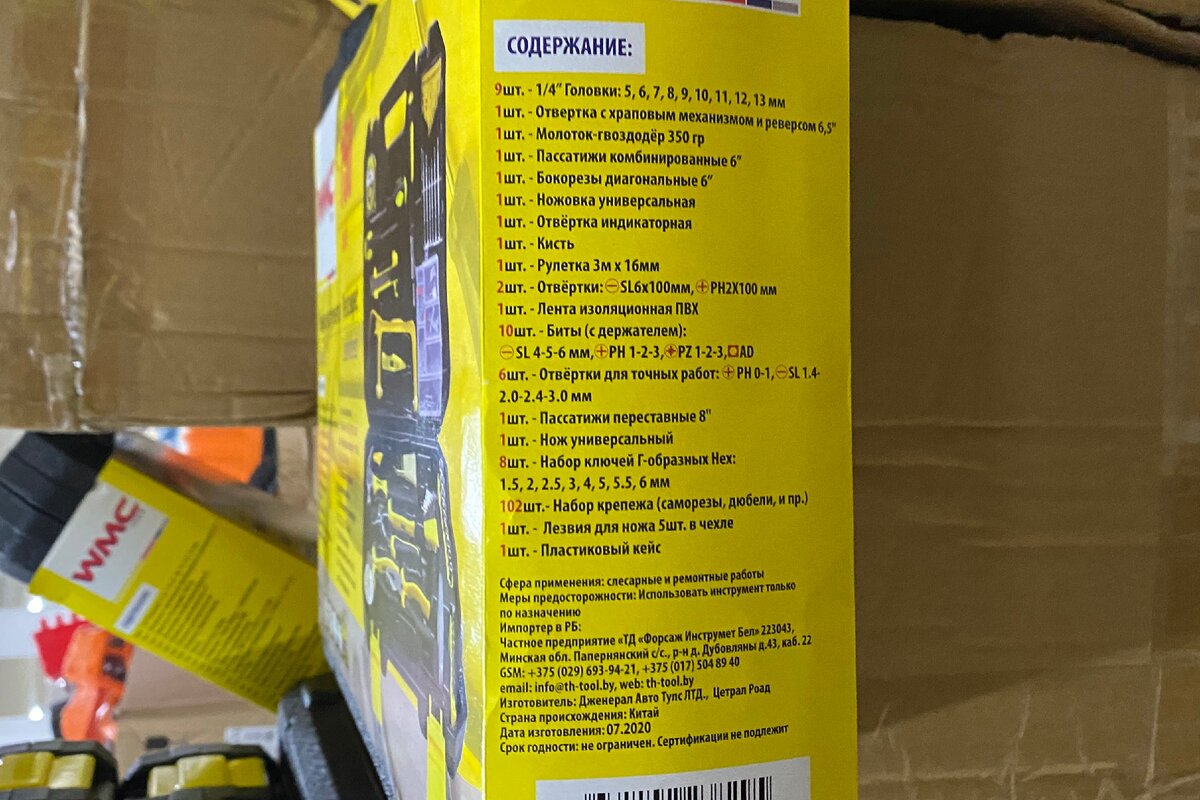 СОДЕРЖАНИЕ:
9шт. - 1/4” Головки: 5, 6, 7, 8, 9, 10, 11, 12, 13 мм
1шт. - Отвертка с храповым механизмом и реверсом 6,5"
1шт. - Молоток-гвоздодёр 350 гр
1шт. - Пассатижи комбинированные 6”
1шт. - Бокорезы диагональные 6”
1шт. - Ножовка универсальная
1шт. - Отвёртка индикаторная
1шт. - Кисть
1шт. - Рулетка 3м х 16мм
2шт. - Отвёртки: SL6x100мм, PH2X100 мм
1шт. - Лента изоляционная ПВХ
10шт. - Биты (с держателем):
SL 4-5-6 мм, PH 1-2-3, PZ 1-2-3, AD
6шт. - Отвёртки для точных работ: PH 0-1, SL 1.4-
2.0-2.4-3.0 мм
1шт. - Пассатижи переставные 8"
1шт. - Нож универсальный
8шт. - Набор ключей Г-образных Hex:
1.5, 2, 2.5, 3, 4, 5, 5.5, 6 мм
102шт.- Набор крепежа (саморезы, дюбели, и пр.)
1шт. - Лезвия для ножа 5шт. в чехле
1шт. - Пластиковый кейс
Сфера применения: слесарные и ремонтные работы
Меры предосторожности: Использовать инструмент только
по назначению
Импортер в РБ:
Частное предприятие «ТД «Форсаж Инструмет Бел» 223043,
Минская обл. Папернянский с/с., р-н д. Дубовляны д.43, каб. 22
GSM: +375 (029) 693-94-21, +375 (017) 504 89 40
email: info@th-tool.by, web: th-tool.by
Изготовитель: Дженерал Авто Тулс ЛТД., Цетрал Роад
Страна происхождения: Китай
Дата изготовления: 07.2020
Срок годности: не ограничен. Сертификации не подлежит
WMC
WMC